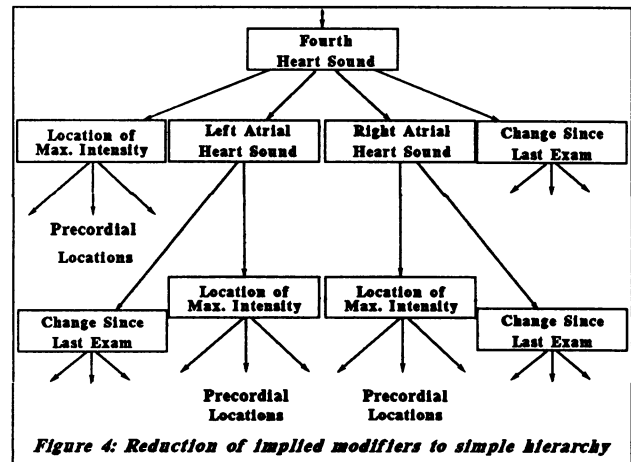 Fourth
Heart Sound
Location of
Max. Intensity
Left Atrial
Heart Sound
Right Atrial
Heart Sound
Change Since
Last Exam
Precordial
Locations
Change Since
Last Exam
Location of
Max. Intensity
Location of
Max. Intensity
Change Since
Last Exam
Precordial
Locations
Precordial
Locations
Figure 4: Reduction of implied modifiers to simple hierarchy